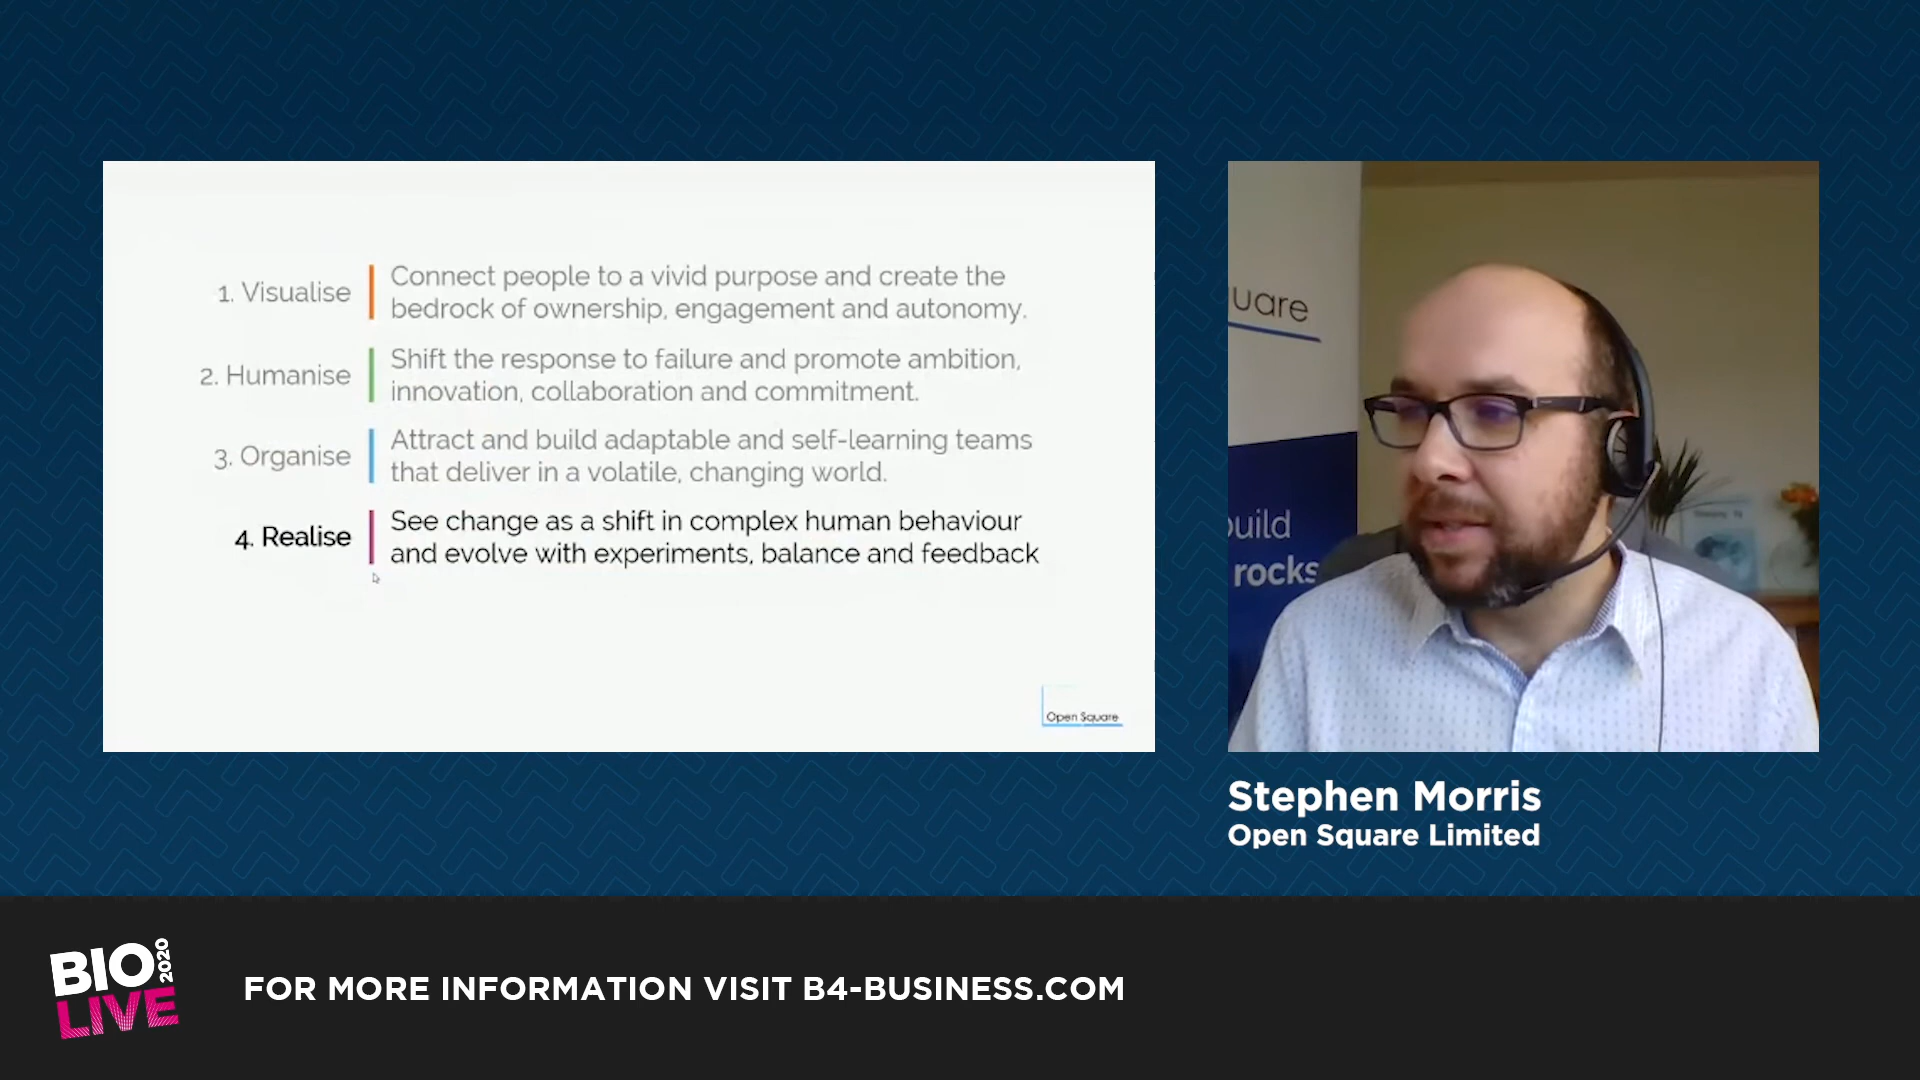 1. Visualise
Connect people to a vivid purpose and create the
bedrock of ownership, engagement and autonomy.
2. Humanise
Shift the response to failure and promote ambition,
innovation, collaboration and commitment.
3. Organise
Attract and build adaptable and self-learning teams
that deliver in a volatile, changing world.
4. Realise
See change as a shift in complex human behaviour
and evolve with experiments, balance and feedback
Open Square
uare
uild
rocks
Stephen Morris
Open Square Limited
BIO 2020
LIVE
FOR MORE INFORMATION VISIT B4-BUSINESS.COM